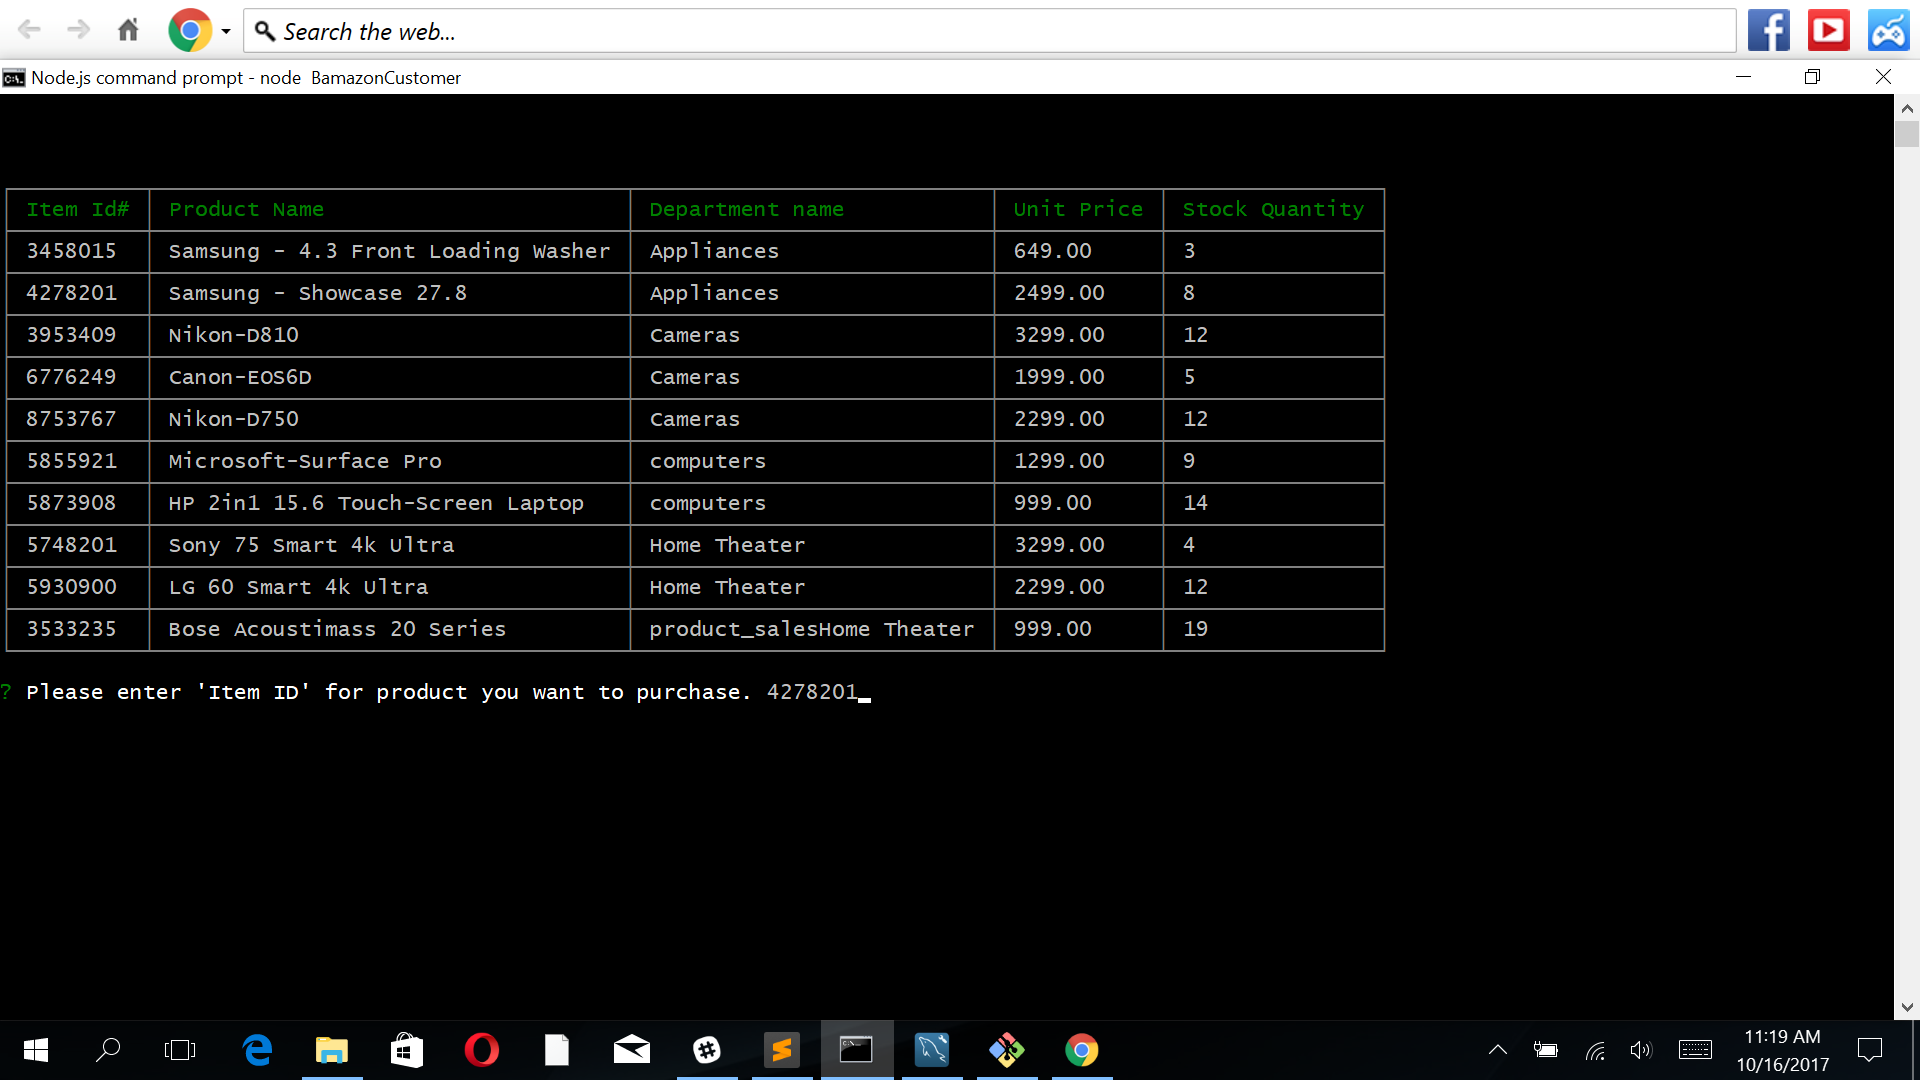 Search the web...
Node.js command prompt - node  BamazonCustomer
Item Id# Product Name Department name Unit Price Stock Quantity
3458015 Samsung - 4.3 Front Loading Washer Appliances 649.00 3
4278201 Samsung - Showcase 27.8 Appliances 2499.00 8
3953409 Nikon-D810 Cameras 3299.00 12
6776249 Canon-EOS6D Cameras 1999.00 5
8753767 Nikon-D750 Cameras 2299.00 12
5855921 Microsoft-Surface Pro computers 1299.00 9
5873908 HP 2in1 15.6 Touch-Screen Laptop computers 999.00 14
5748201 Sony 75 Smart 4k Ultra Home Theater 3299.00 4
5930900 LG 60 Smart 4k Ultra Home Theater 2299.00 12
3533235 Bose Acoustimass 20 Series product_salesHome Theater 999.00 19
? Please enter 'Item ID' for product you want to purchase. 4278201
11:19 AM
10/16/2017